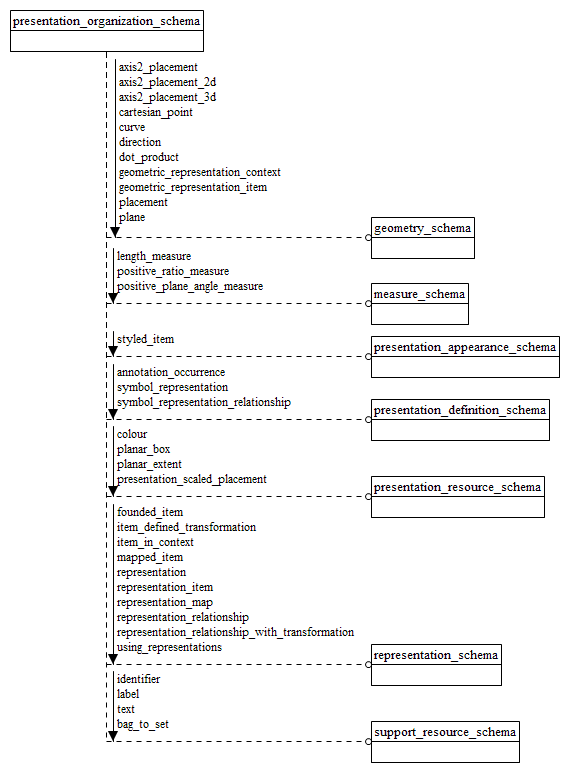 presentation_organization_schema
axis2_placement
axis2_placement_2d
axis2_placement_3d
cartesian_point
curve
direction
dot_product
geometric_representation_context
geometric_representation_item
placement
plane
geometry_schema
length_measure
positive_ratio_measure
positive_plane_angle_measure
measure_schema
styled_item
presentation_appearance_schema
annotation_occurrence
symbol_representation
symbol_representation_relationship
presentation_definition_schema
colour
planar_box
planar_extent
presentation_scaled_placement
presentation_resource_schema
founded_item
item_defined_transformation
item_in_context
mapped_item
representation
representation_item
representation_map
representation_relationship
representation_relationship_with_transformation
using_representations
representation_schema
identifier
label
text
bag_to_set
support_resource_schema